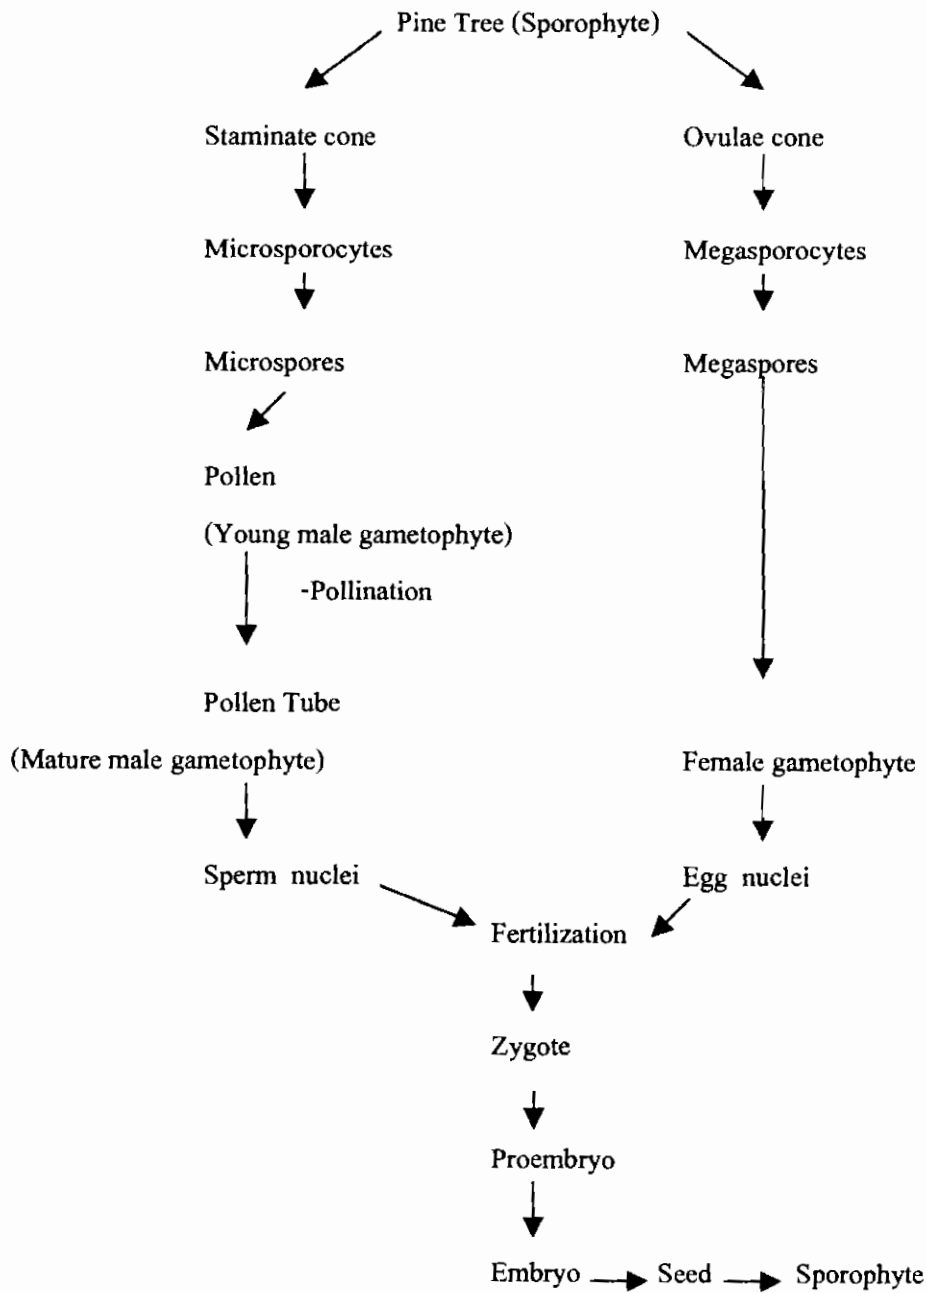 Pine Tree (Sporophyte)
Staminate cone
Ovulae cone
Microsporocytes
Megasporocytes
Microspores
Megaspores
Pollen
(Young male gametophyte)
-Pollination
Pollen Tube
(Mature male gametophyte)
Female gametophyte
Sperm nuclei
Egg nuclei
Fertilization
Zygote
Proembryo
Embryo
Seed
Sporophyte